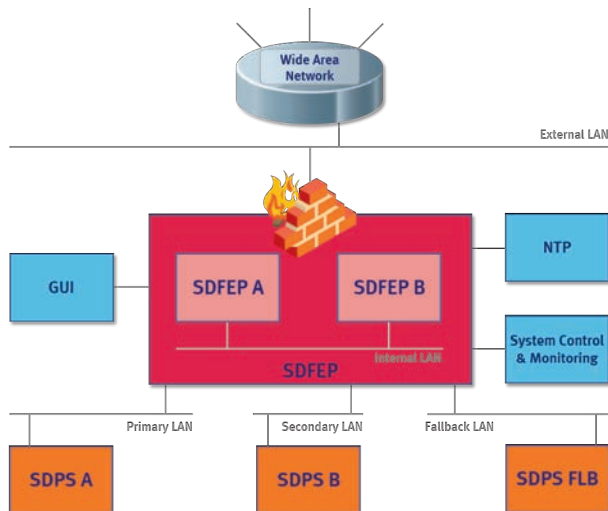 Wide Area
Network
External LAN
SDFEP A
SDFEP B
NTP
GUI
System Control
& Monitoring
Internal LAN
SDFEP
Primary LAN
Secondary LAN
Fallback LAN
SDPS A
SDPS B
SDPS FLB